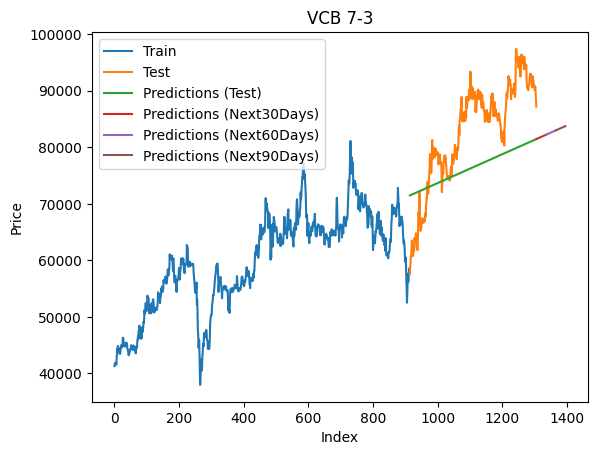 VCB 7-3
100000
90000
80000
70000
60000
50000
40000
Price
Train
Test
Predictions (Test)
Predictions (Next30Days)
Predictions (Next60Days)
Predictions (Next90Days)
0 200 400 600 800 1000 1200 1400
Index